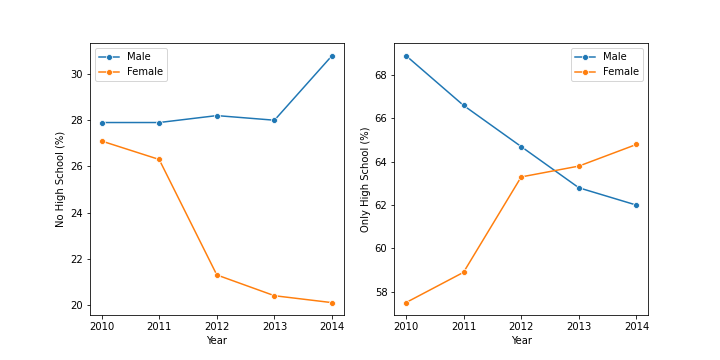 Male
Female
No High School (%)
30
28
26
24
22
20
2010 2011 2012 2013 2014
Year
Male
Female
Only High School (%)
68
66
64
62
60
58
2010 2011 2012 2013 2014
Year